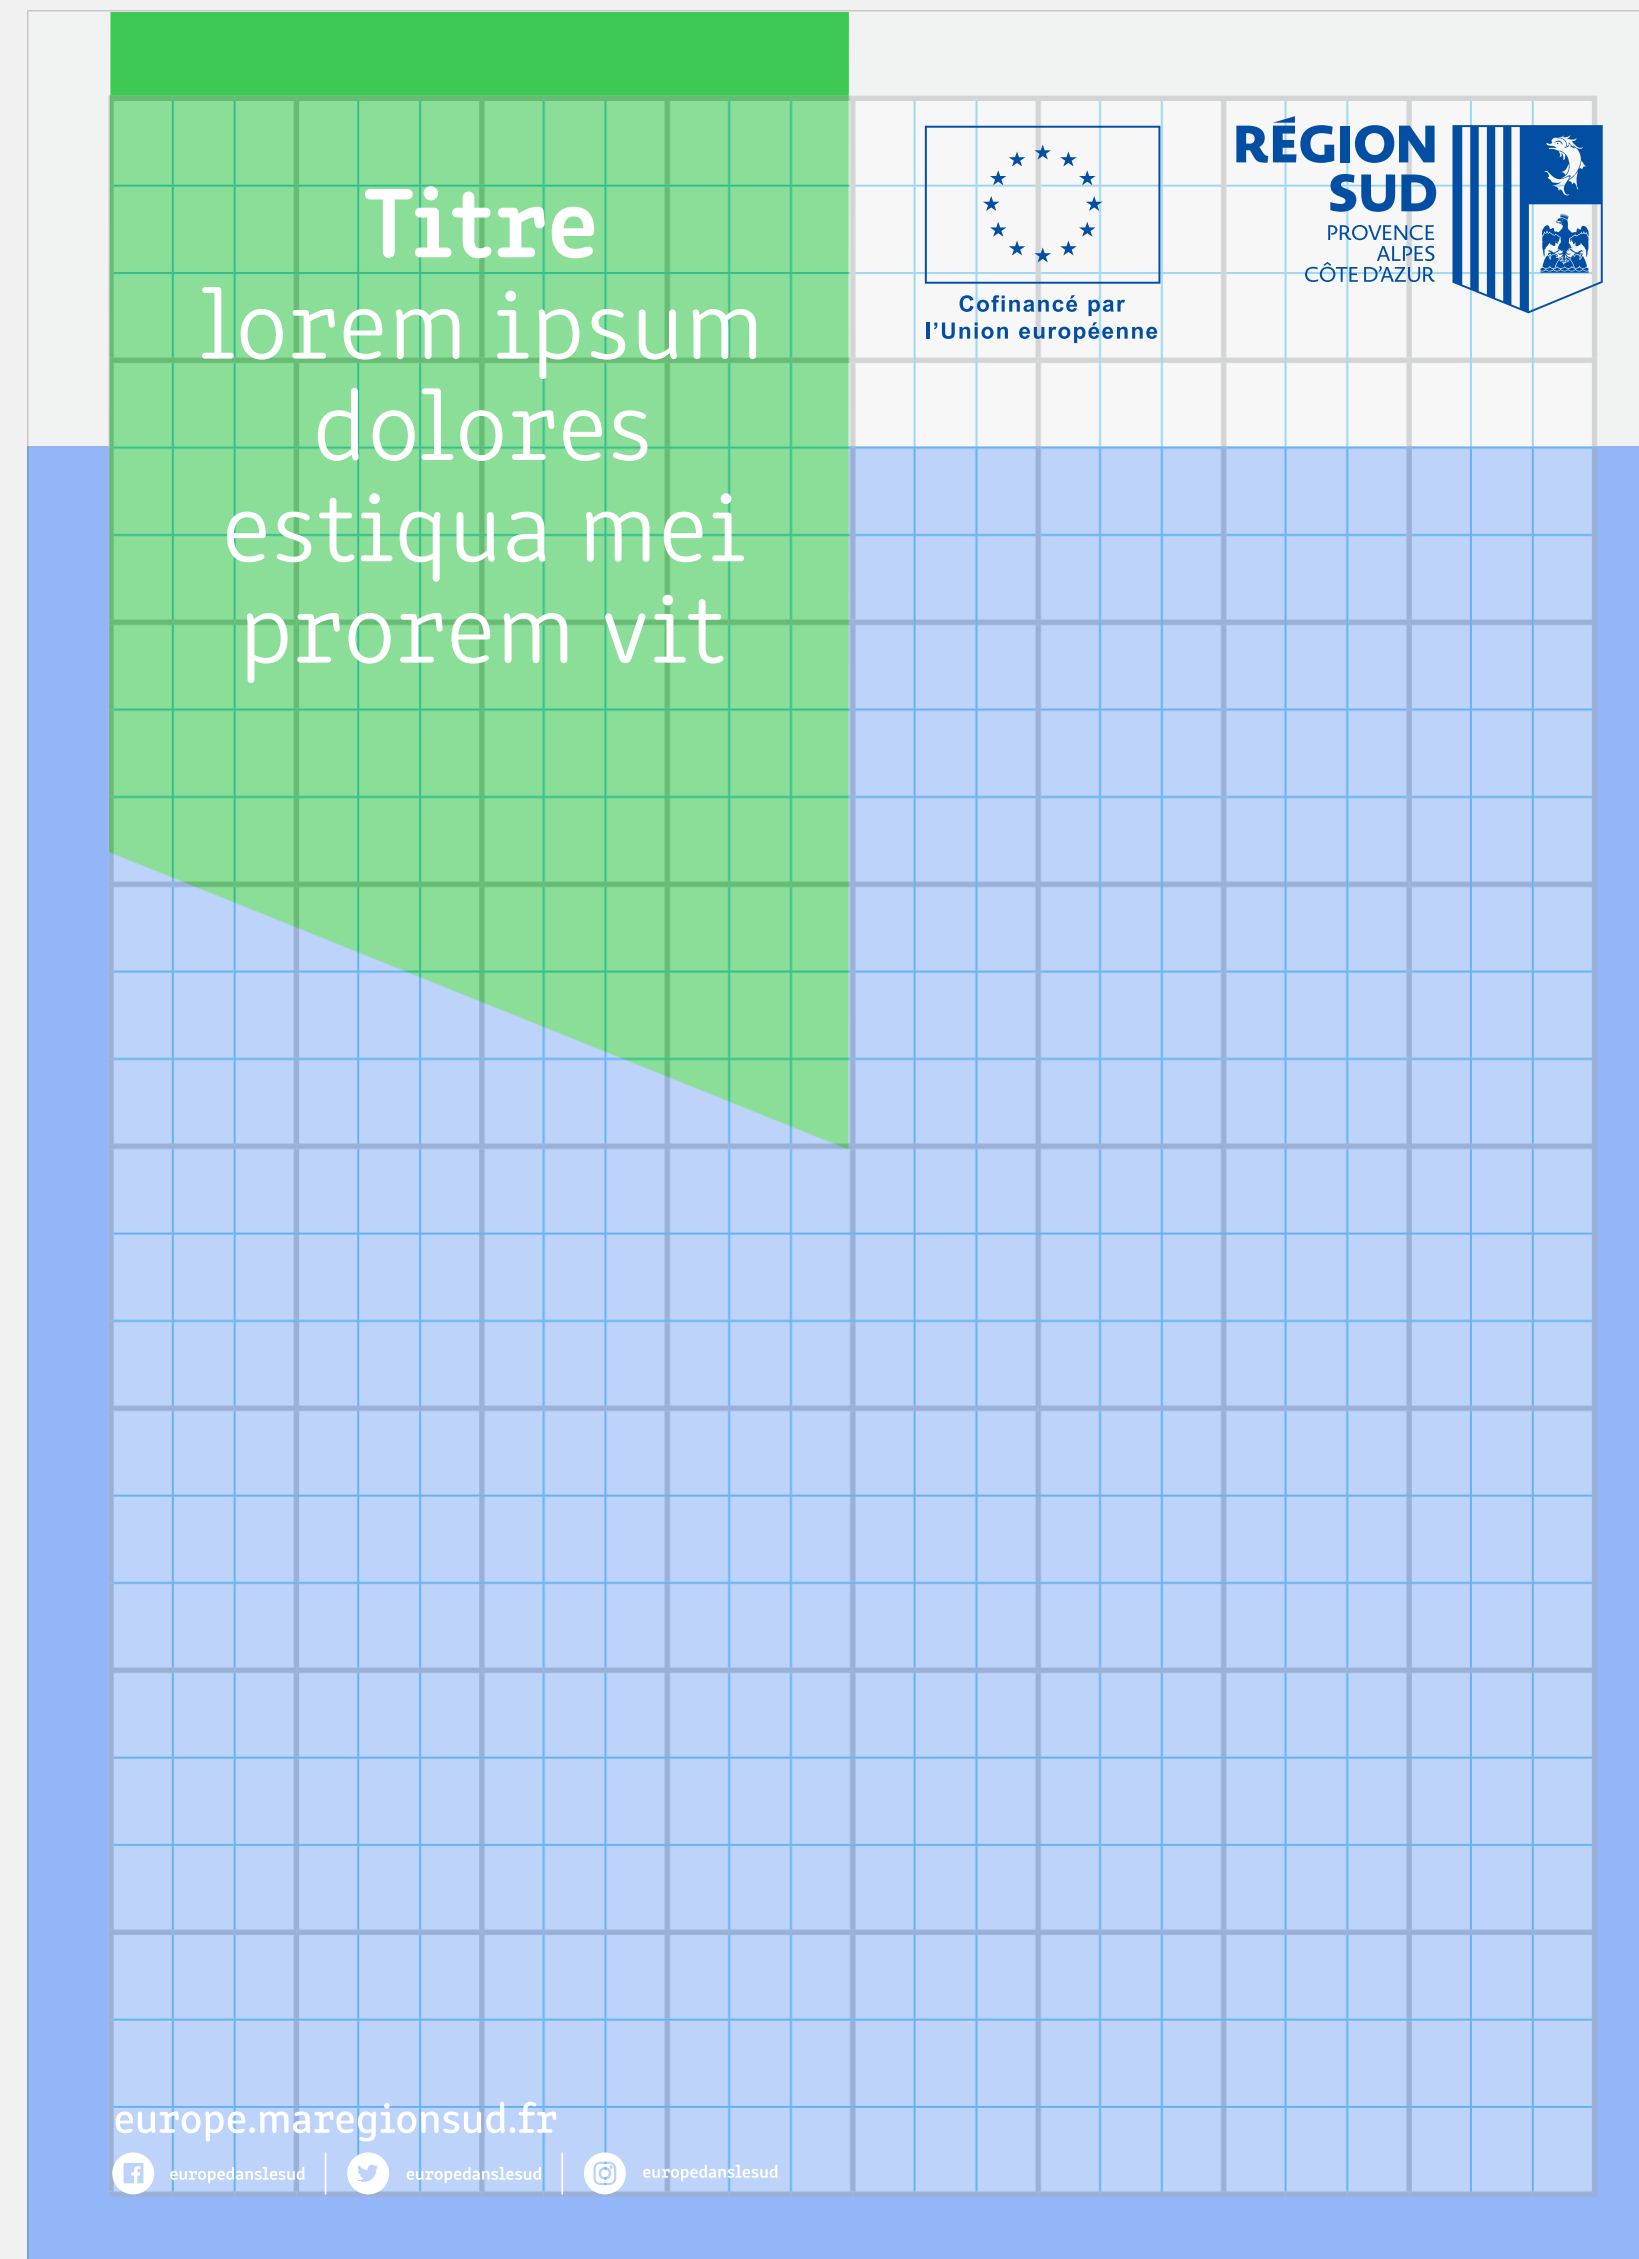 Titre
lorem ipsum
dolores
estiqua mei
prorem vit
Cofinancé par
l'Union européenne
RÉGION
SUD
PROVENCE
ALPES
CÔTE D'AZUR
europe.maregionsud.fr
europedanslesud
europedanslesud
europedanslesud